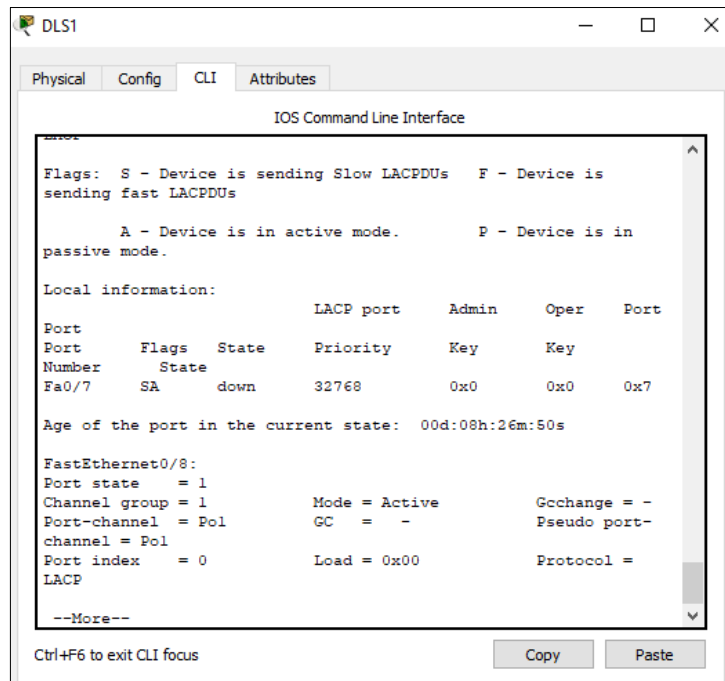 DLS1
Physical Config CLI Attributes
IOS Command Line Interface
LACP
Flags: S - Device is sending Slow LACPDUs F - Device is
sending fast LACPDUs
A - Device is in active mode. P - Device is in
passive mode.
Local information:
LACP port Admin Oper Port
Port
Port Flags State Priority Key Key
Number State
Fa0/7 SA down 32768 0x0 0x0 0x7
Age of the port in the current state: 00d:08h:26m:50s
FastEthernet0/8:
Port state = 1
Channel group = 1 Mode = Active Gcchange = -
Port-channel = Po1 GC = - Pseudo port-
channel = Po1
Port index = 0 Load = 0x00 Protocol =
LACP
--More--
Ctrl+F6 to exit CLI focus Copy Paste